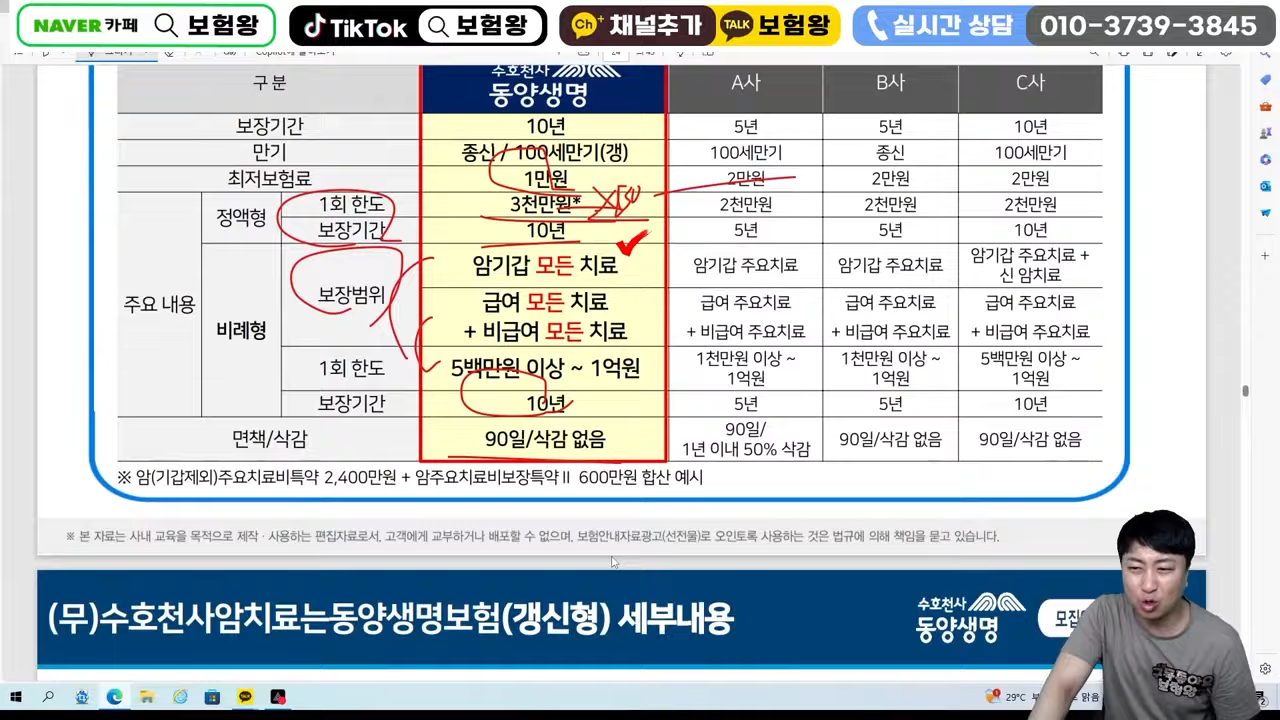 NAVER 카페 보험왕
TikTok 보험왕
Ch+ 채널추가 TALK 보험왕
실시간 상담 010-3739-3845
구 분 수호천사 동양생명 A사 B사 C사
보장기간 10년 5년 5년 10년
만기 종신 / 100세만기(갱) 100세만기 종신 100세만기
최저보험료 1만원 2만원 2만원 2만원
주요 내용
정액형
1회 한도 3천만원* 2천만원 2천만원 2천만원
보장기간 10년 5년 5년 10년
비례형
보장범위
암기갑 모든 치료 암기갑 주요치료 암기갑 주요치료 암기갑 주요치료 +
신 암치료
급여 모든 치료 급여 주요치료 급여 주요치료 급여 주요치료
+ 비급여 모든 치료 + 비급여 주요치료 + 비급여 주요치료 + 비급여 주요치료
1회 한도 5백만원 이상 ~ 1억원 1천만원 이상 ~ 1억원 1천만원 이상 ~ 1억원 5백만원 이상 ~ 1억원
보장기간 10년 5년 5년 10년
면책/삭감 90일/삭감 없음 90일/ 1년 이내 50% 삭감 90일/삭감 없음 90일/삭감 없음
※ 암(기갑제외)주요치료비특약 2,400만원 + 암주요치료비보장특약Ⅱ 600만원 합산 예시
※ 본 자료는 사내 교육을 목적으로 제작 · 사용하는 편집자료로서, 고객에게 교부하거나 배포할 수 없으며, 보험안내자료광고(선전물)로 오인토록 사용하는 것은 법규에 의해 책임을 묻고 있습니다.
(무)수호천사암치료는동양생명보험(갱신형) 세부내용
수호천사
동양생명
모집
29°C